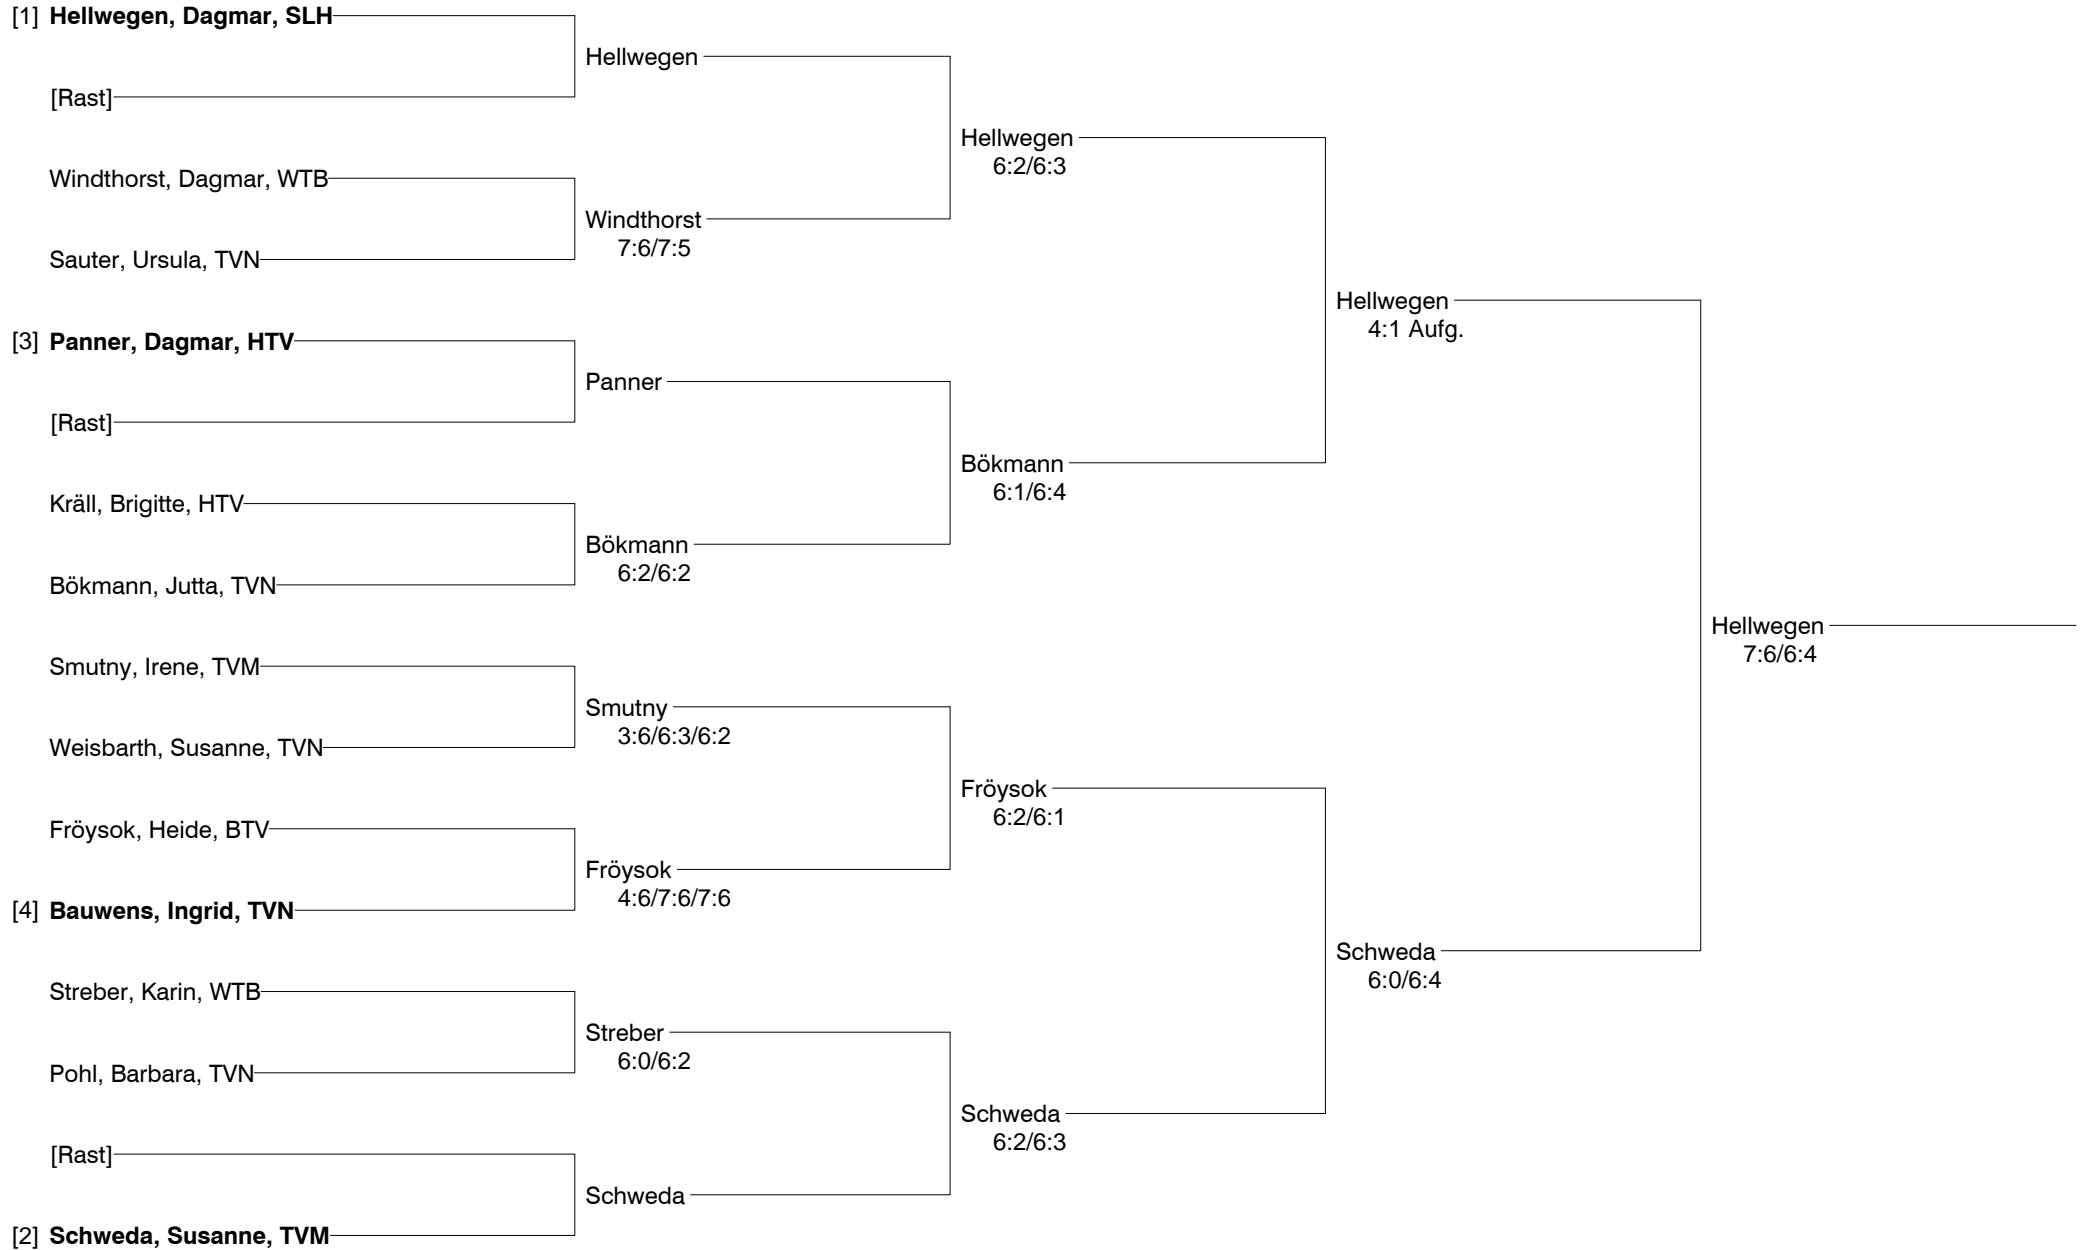 [1] Hellwegen, Dagmar, SLH
[Rast]
Windthorst, Dagmar, WTB
Sauter, Ursula, TVN
[3] Panner, Dagmar, HTV
[Rast]
Kräll, Brigitte, HTV
Bökmann, Jutta, TVN
Smutny, Irene, TVM
Weisbarth, Susanne, TVN
Fröysok, Heide, BTV
[4] Bauwens, Ingrid, TVN
Streber, Karin, WTB
Pohl, Barbara, TVN
[Rast]
[2] Schweda, Susanne, TVM
Hellwegen
Windthorst
7:6/7:5
Panner
Bökmann
6:2/6:2
Smutny
3:6/6:3/6:2
Fröysok
4:6/7:6/7:6
Streber
6:0/6:2
Schweda
Hellwegen
6:2/6:3
Bökmann
6:1/6:4
Fröysok
6:2/6:1
Schweda
6:2/6:3
Hellwegen
4:1 Aufg.
Schweda
6:0/6:4
Hellwegen
7:6/6:4